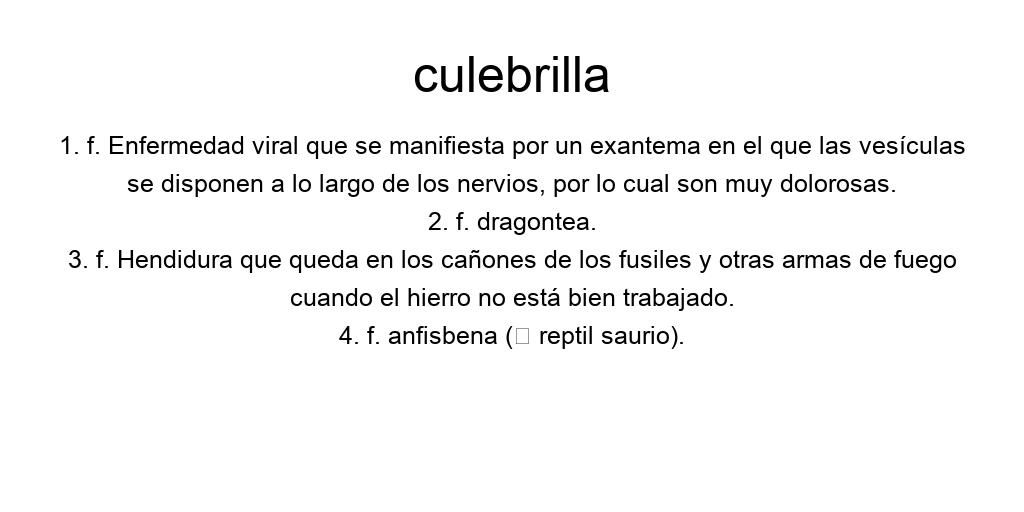 culebrilla
1. f. Enfermedad viral que se manifiesta por un exantema en el que las vesículas
se disponen a lo largo de los nervios, por lo cual son muy dolorosas.
2. f. dragontea.
3. f. Hendidura que queda en los cañones de los fusiles y otras armas de fuego
cuando el hierro no está bien trabajado.
4. f. anfisbena (□ reptil saurio).